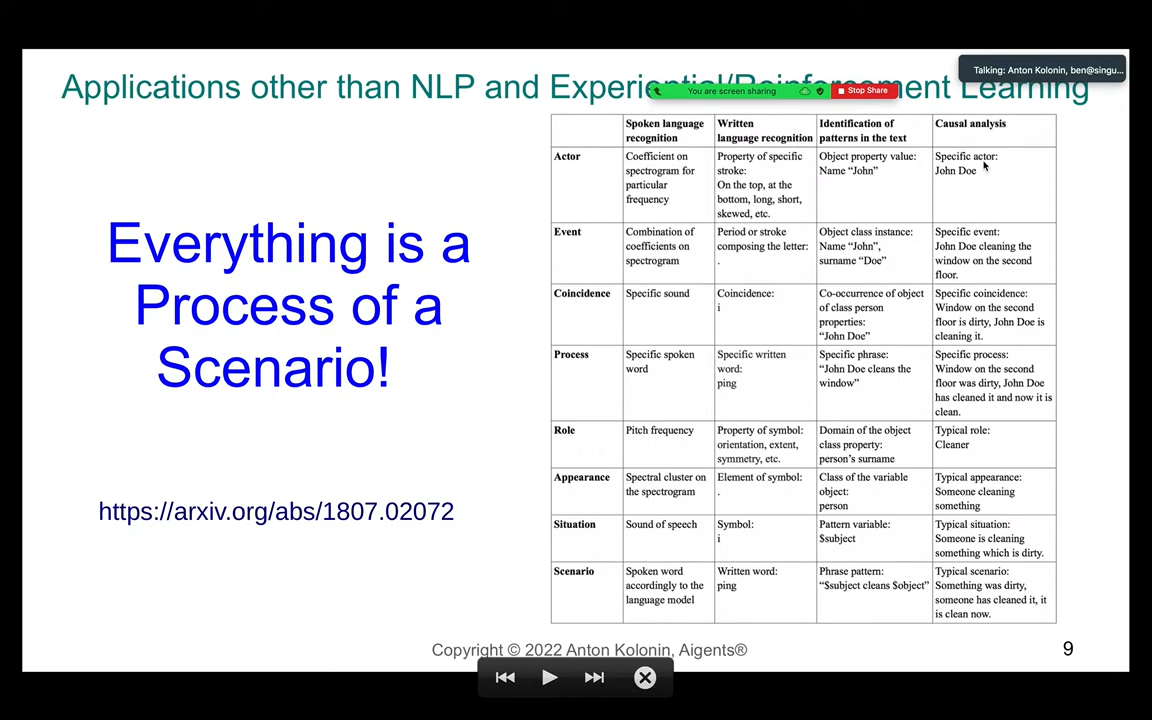 Applications other than NLP and Experiential/Reinforcement Learning
Talking: Anton Kolonin, ben@singu...
You are screen sharing
Stop Share
Everything is a
Process of a
Scenario!
https://arxiv.org/abs/1807.02072
Spoken language
recognition
Written
language recognition
Identification of
patterns in the text
Causal analysis
Actor
Coefficient on
spectrogram for
particular
frequency
Property of specific
stroke:
On the top, at the
bottom, long, short,
skewed, etc.
Object property value:
Name “John”
Specific actor:
John Doe
Event
Combination of
coefficients on
spectrogram
Period or stroke
composing the letter:
.
Object class instance:
Name “John”,
surname “Doe”
Specific event:
John Doe cleaning the
window on the second
floor.
Coincidence
Specific sound
Coincidence:
i
Co-occurrence of object
of class person
properties:
“John Doe”
Specific coincidence:
Window on the second
floor is dirty, John Doe is
cleaning it.
Process
Specific spoken
word
Specific written
word:
ping
Specific phrase:
“John Doe cleans the
window”
Specific process:
Window on the second
floor was dirty, John Doe
has cleaned it and now it is
clean.
Role
Pitch frequency
Property of symbol:
orientation, extent,
symmetry, etc.
Domain of the object
class property:
person’s surname
Typical role:
Cleaner
Appearance
Spectral cluster on
the spectrogram
Element of symbol:
.
Class of the variable
object:
person
Typical appearance:
Someone cleaning
something
Situation
Sound of speech
Symbol:
i
Pattern variable:
$subject
Typical situation:
Someone is cleaning
something which is dirty.
Scenario
Spoken word
accordingly to the
language model
Written word:
ping
Phrase pattern:
“$subject cleans $object”
Typical scenario:
Something was dirty,
someone has cleaned it, it
is clean now.
Copyright © 2022 Anton Kolonin, Aigents®
9